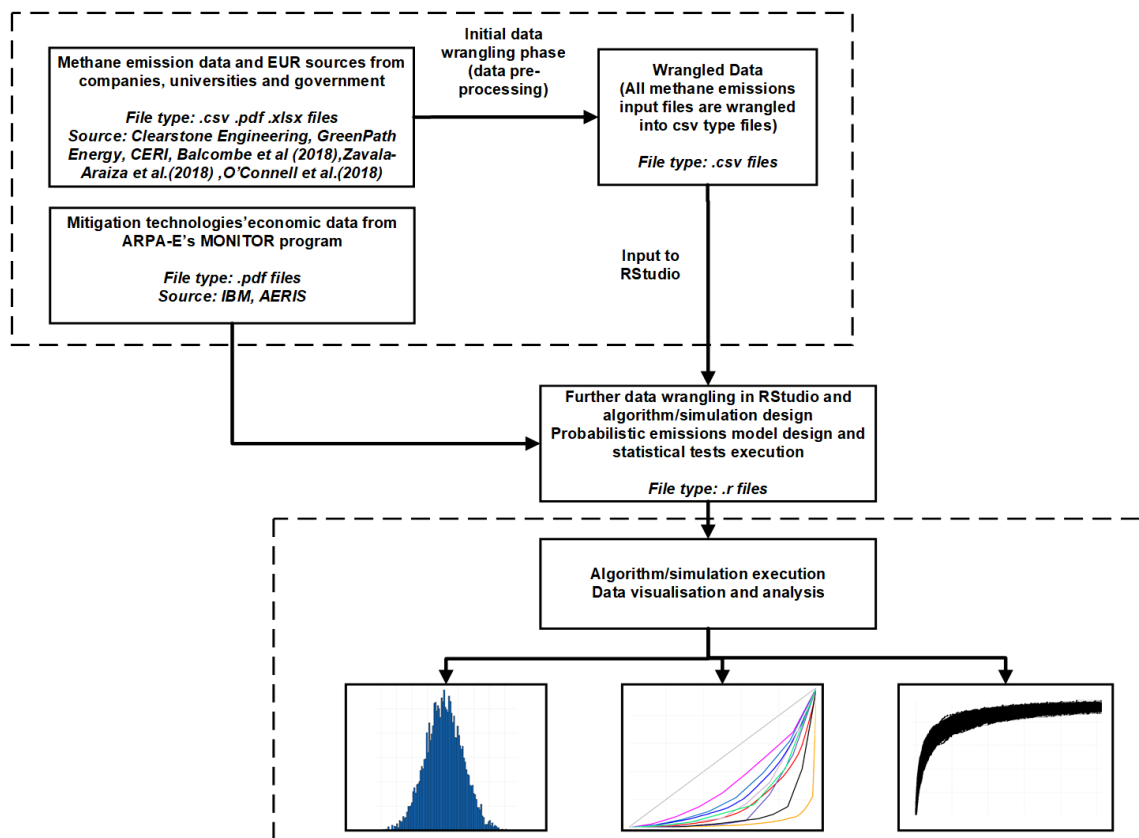 Methane emission data and EUR sources from
companies, universities and government
File type: .csv .pdf .xlsx files
Source: Clearstone Engineering, GreenPath
Energy, CERI, Balcombe et al (2018),Zavala-
Araiza et al.(2018) ,O'Connell et al.(2018)
Initial data
wrangling phase
(data pre-
processing)
Wrangled Data
(All methane emissions
input files are wrangled
into csv type files)
File type: .csv files
Mitigation technologies'economic data from
ARPA-E's MONITOR program
File type: .pdf files
Source: IBM, AERIS
Input to
RStudio
Further data wrangling in RStudio and
algorithm/simulation design
Probabilistic emissions model design and
statistical tests execution
File type: .r files
Algorithm/simulation execution
Data visualisation and analysis